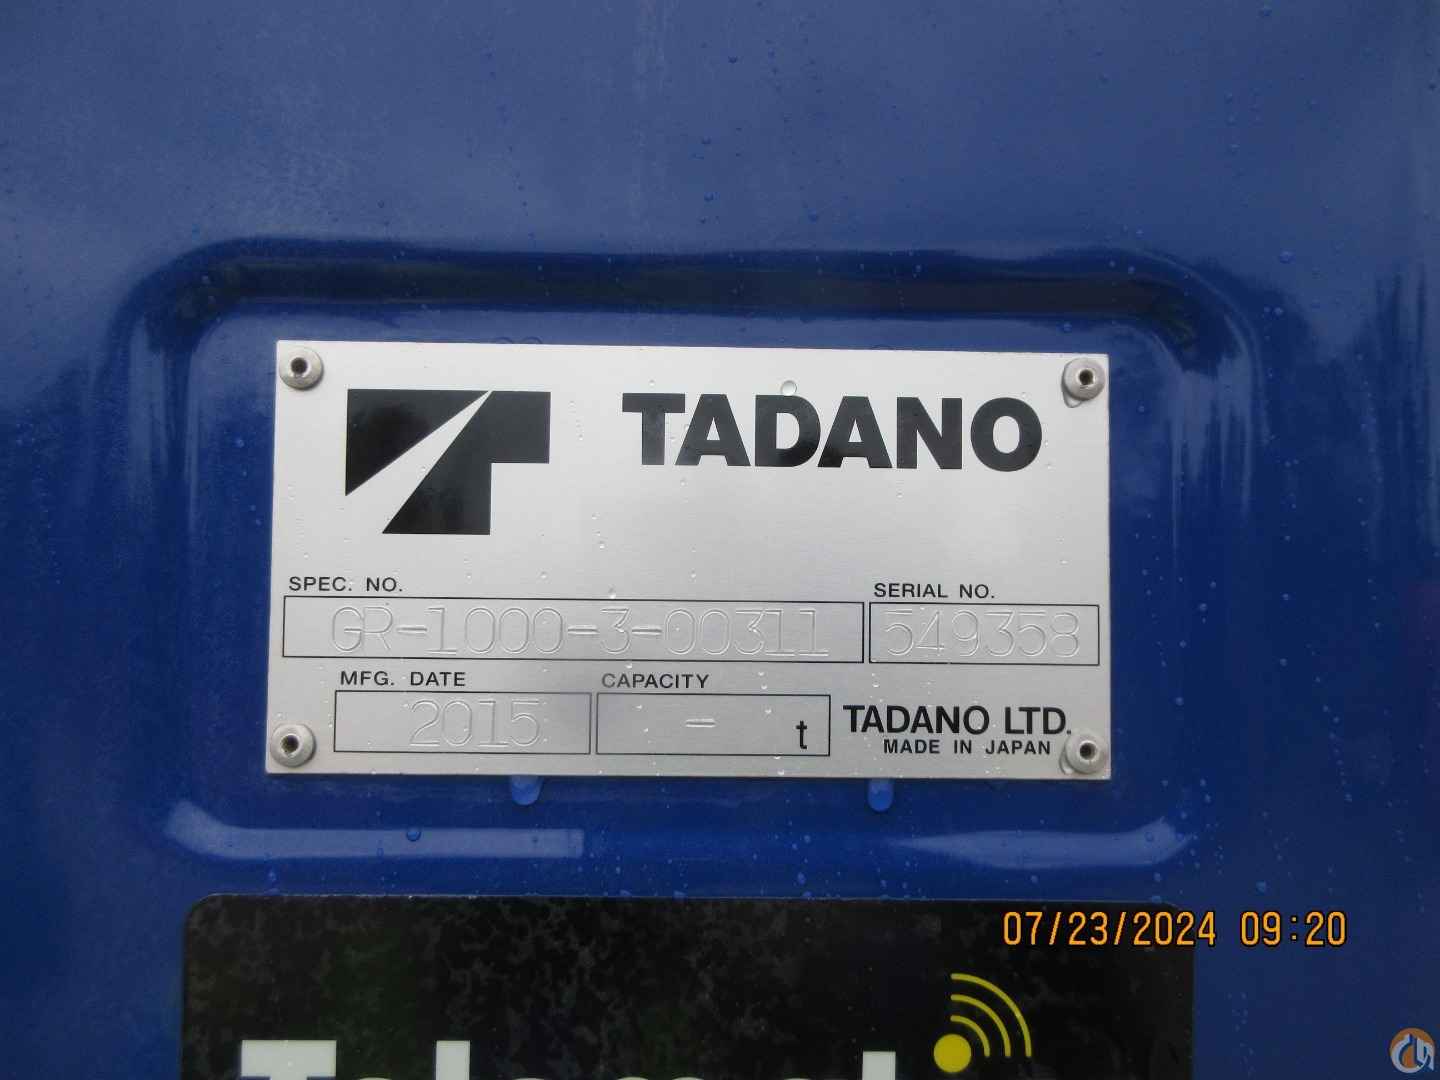 TADANO
SPEC. NO.
GR-1000-3-00311
SERIAL NO.
549358
MFG. DATE
2015
CAPACITY
- t
TADANO LTD.
MADE IN JAPAN
07/23/2024 09:20